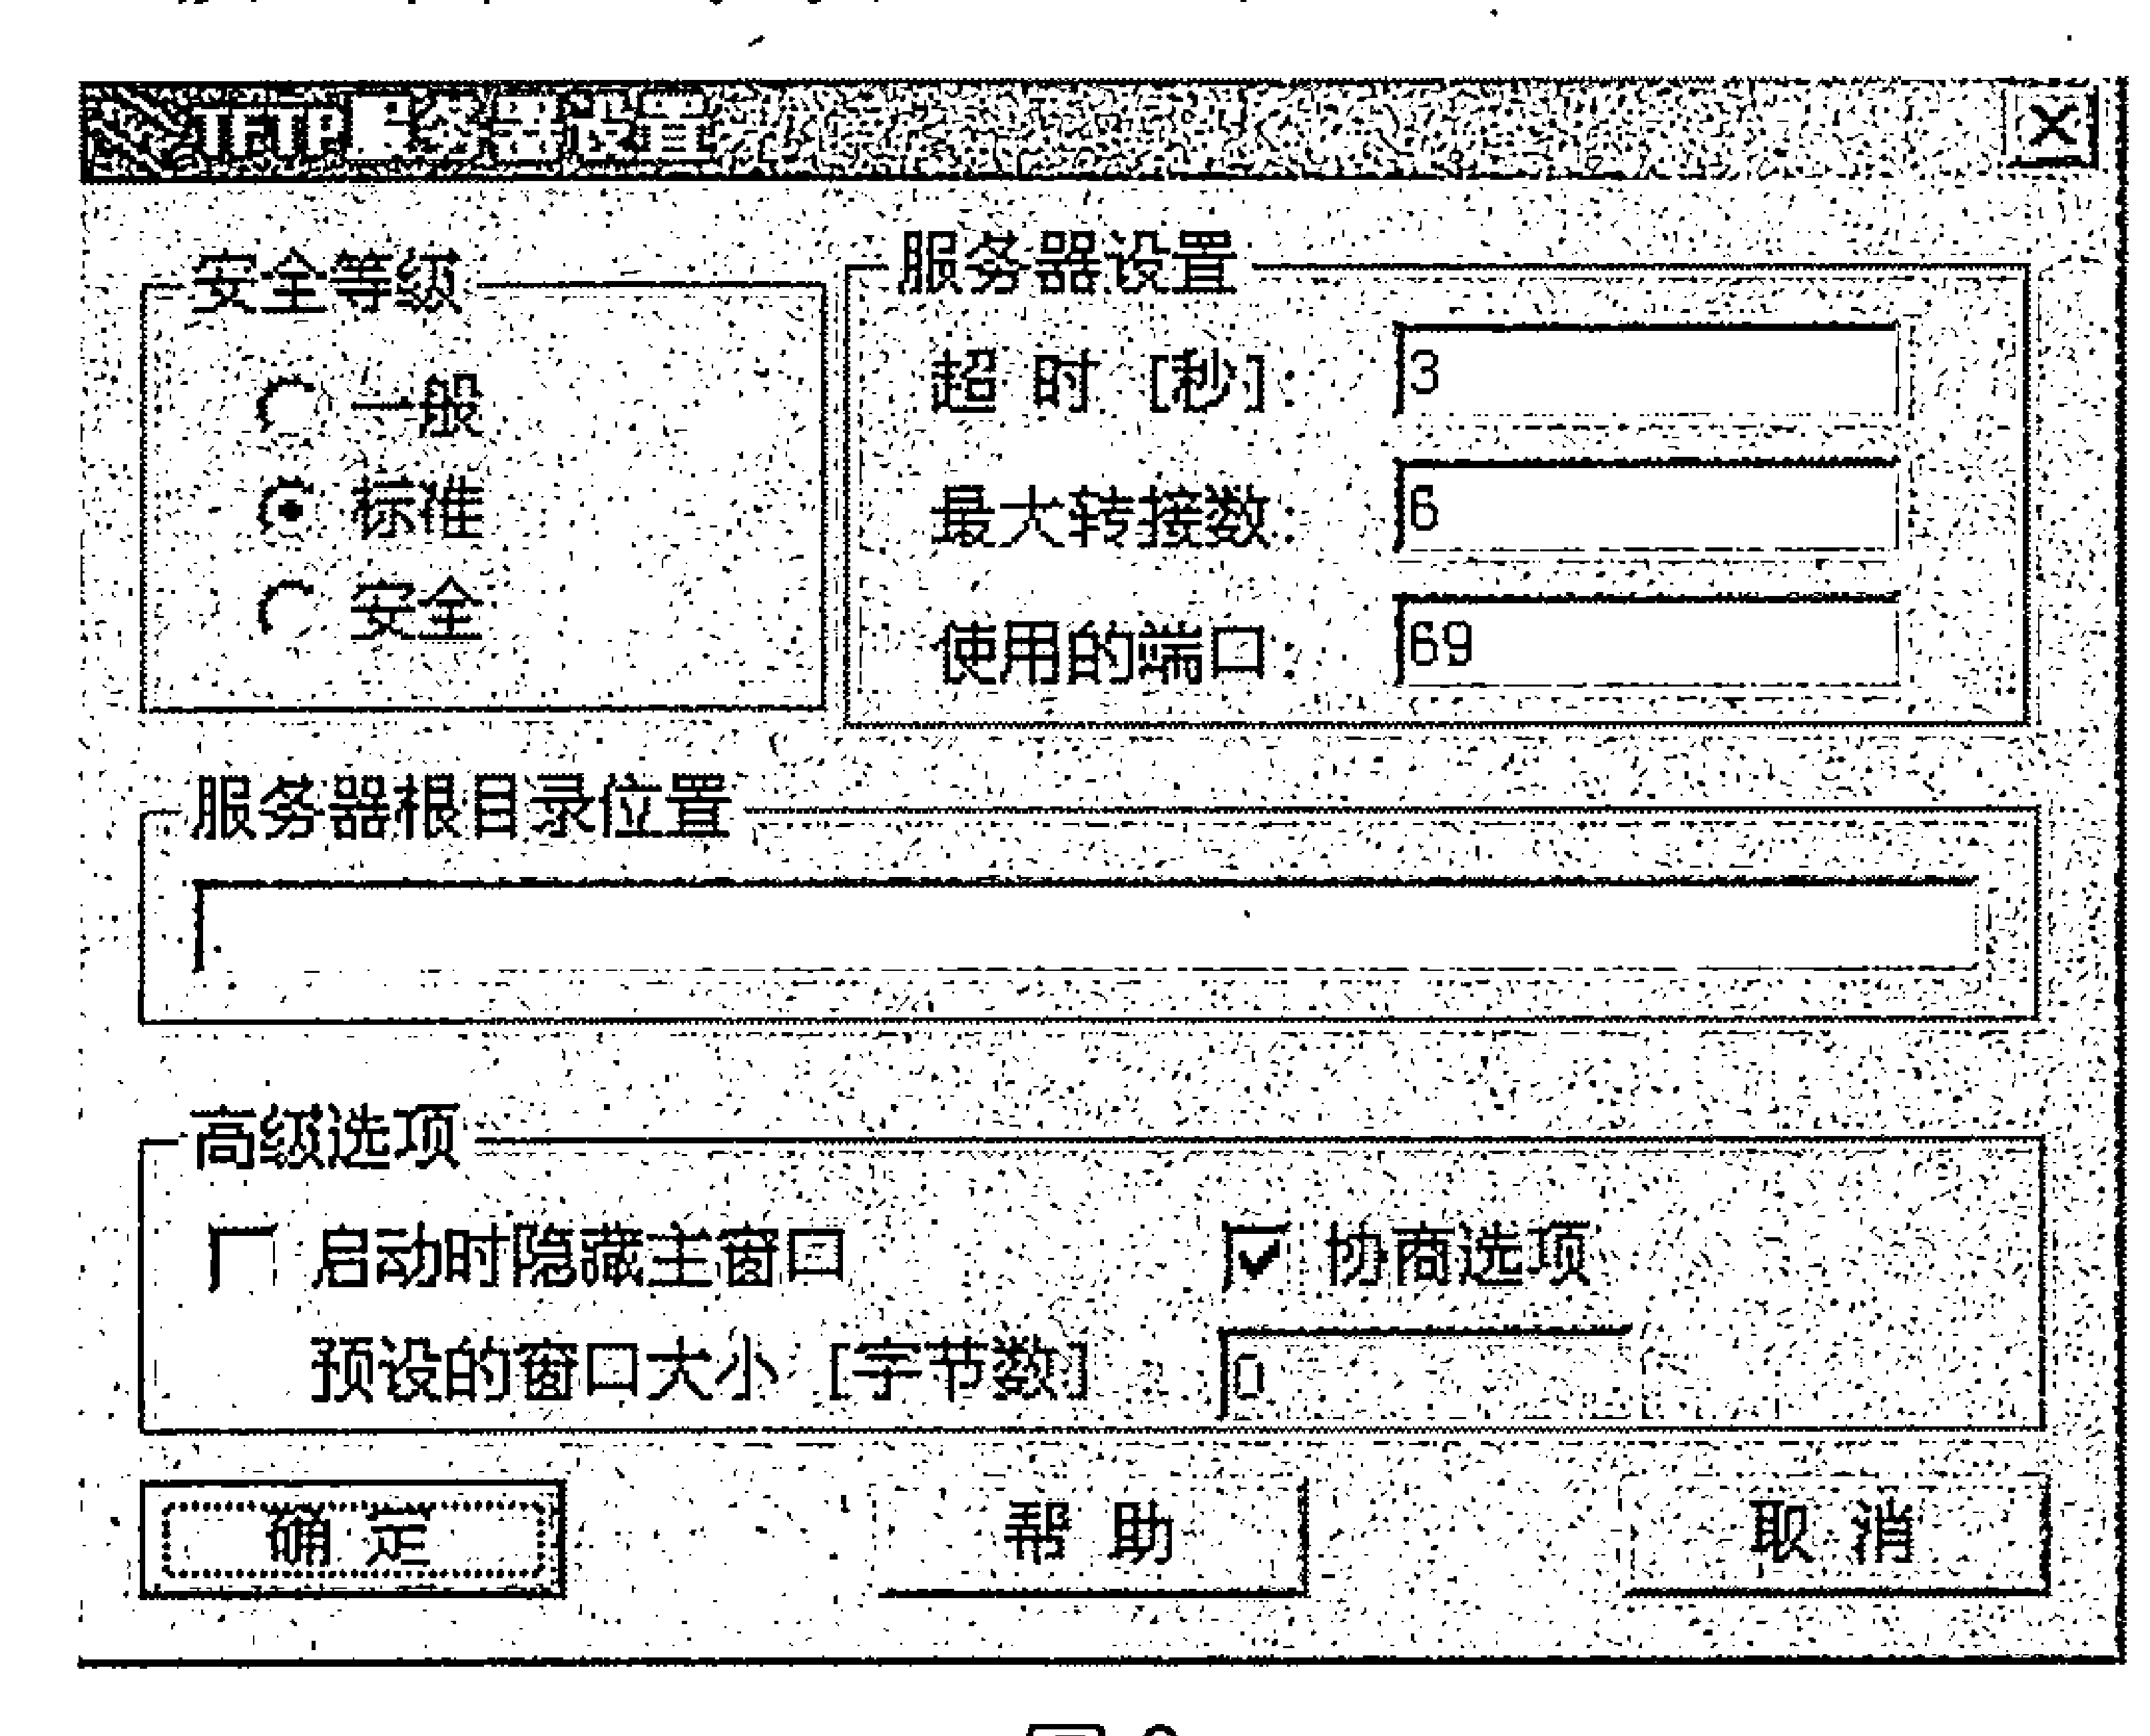 TFTP服务器设置
安全等级
一般
标准
安全
服务器设置
超 时 [秒]: 3
最大转接数: 6
使用的端口: 69
服务器根目录位置
.
高级选项
启动时隐藏主窗口
协商选项
预设的窗口大小 [字节数] : 0
确 定
帮 助
取 消